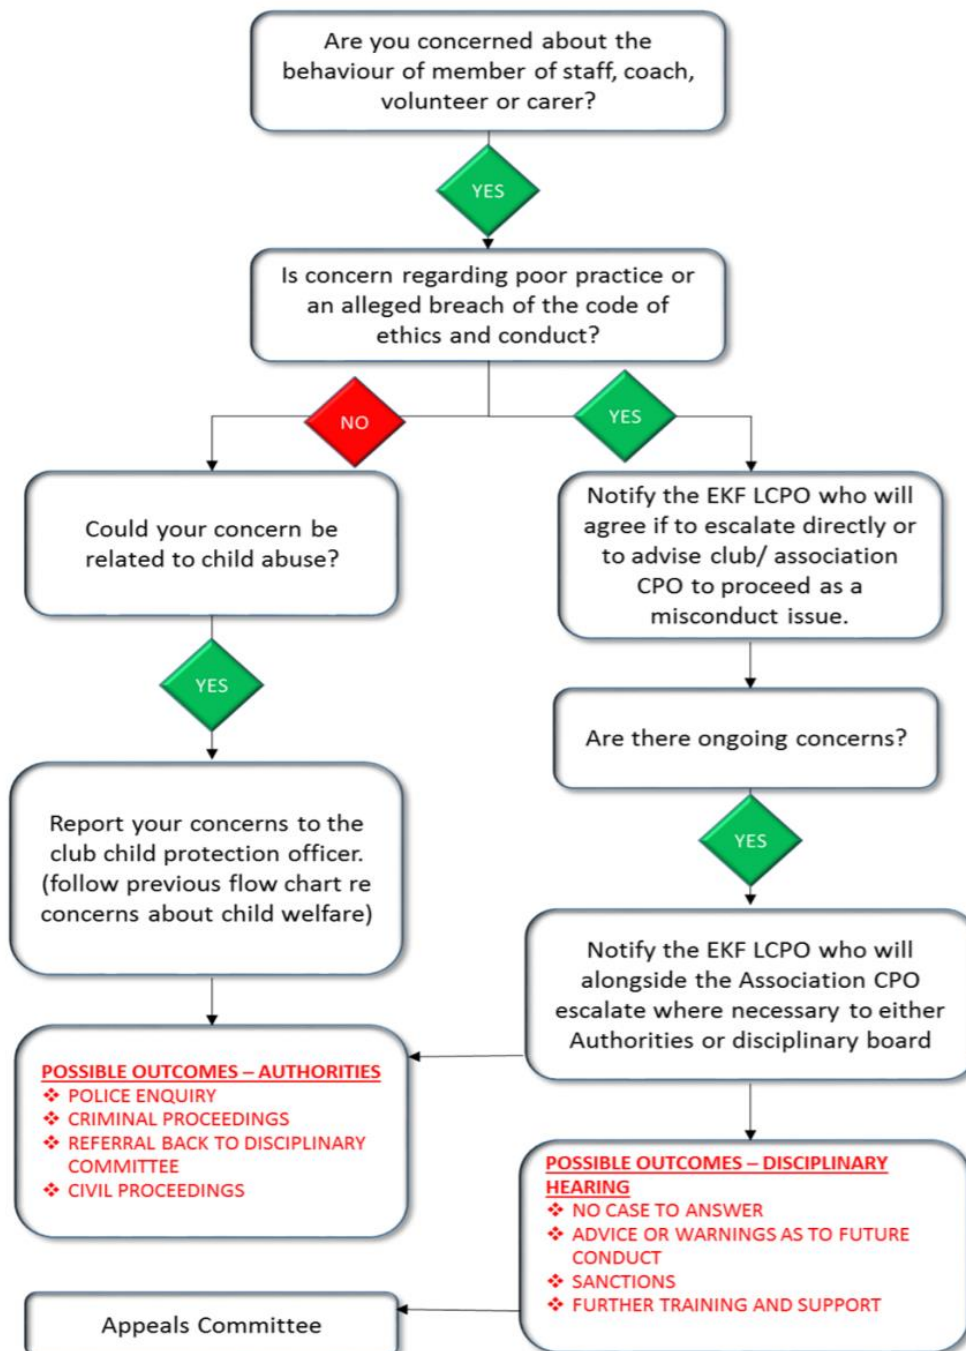 Are you concerned about the
behaviour of member of staff, coach,
volunteer or carer?
YES
Is concern regarding poor practice or
an alleged breach of the code of
ethics and conduct?
NO
YES
Could your concern be
related to child abuse?
Notify the EKF LCPO who will
agree if to escalate directly or
to advise club/ association
CPO to proceed as a
misconduct issue.
YES
Are there ongoing concerns?
YES
Report your concerns to the
club child protection officer.
(follow previous flow chart re
concerns about child welfare)
Notify the EKF LCPO who will
alongside the Association CPO
escalate where necessary to either
Authorities or disciplinary board
POSSIBLE OUTCOMES – AUTHORITIES
❖ POLICE ENQUIRY
❖ CRIMINAL PROCEEDINGS
❖ REFERRAL BACK TO DISCIPLINARY
COMMITTEE
❖ CIVIL PROCEEDINGS
POSSIBLE OUTCOMES – DISCIPLINARY
HEARING
❖ NO CASE TO ANSWER
❖ ADVICE OR WARNINGS AS TO FUTURE
CONDUCT
❖ SANCTIONS
❖ FURTHER TRAINING AND SUPPORT
Appeals Committee